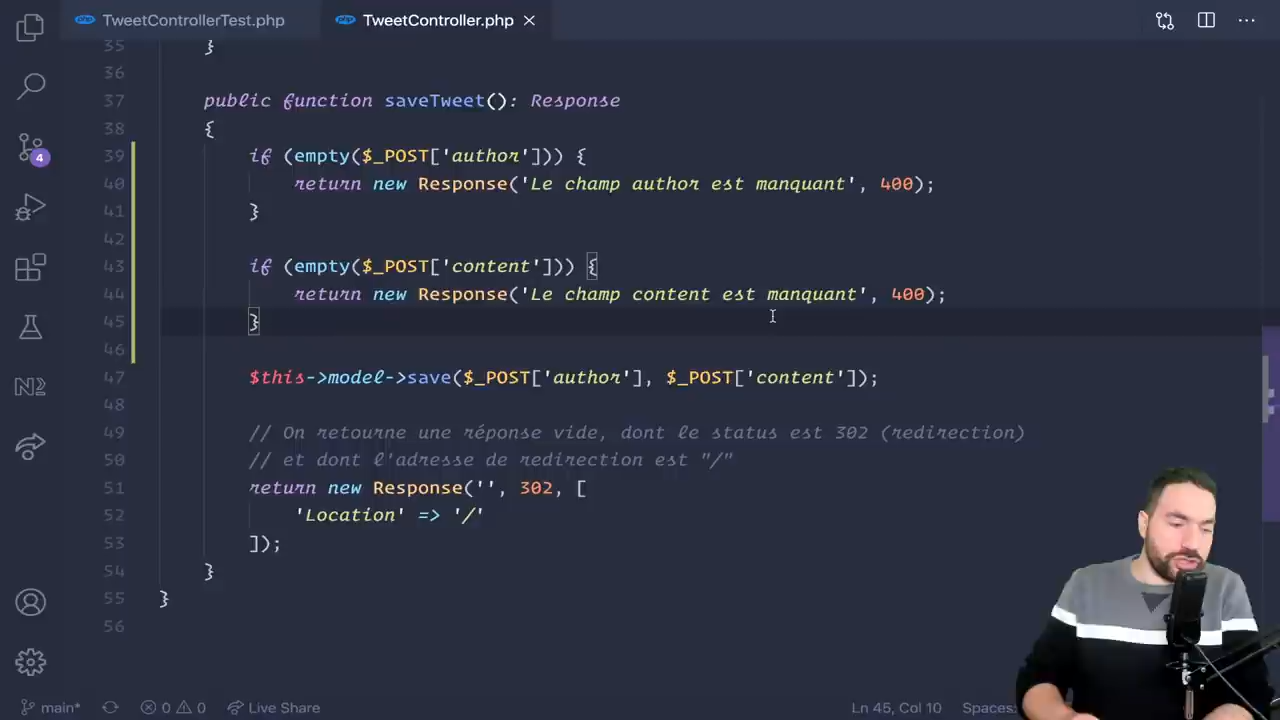 TweetControllerTest.php
TweetController.php
35 }
36
37 public function saveTweet(): Response
38 {
39 if (empty($_POST['author'])) {
40 return new Response('Le champ author est manquant', 400);
41 }
42
43 if (empty($_POST['content'])) {
44 return new Response('Le champ content est manquant', 400);
45 }
46
47 $this->model->save($_POST['author'], $_POST['content']);
48
49 // On retourne une réponse vide, dont le status est 302 (redirection)
50 // et dont l'adresse de redirection est "/"
51 return new Response('', 302, [
52 'Location' => '/'
53 ]);
54 }
55 }
56
4
main* 0 0 Live Share Ln 45, Col 10 Spaces: